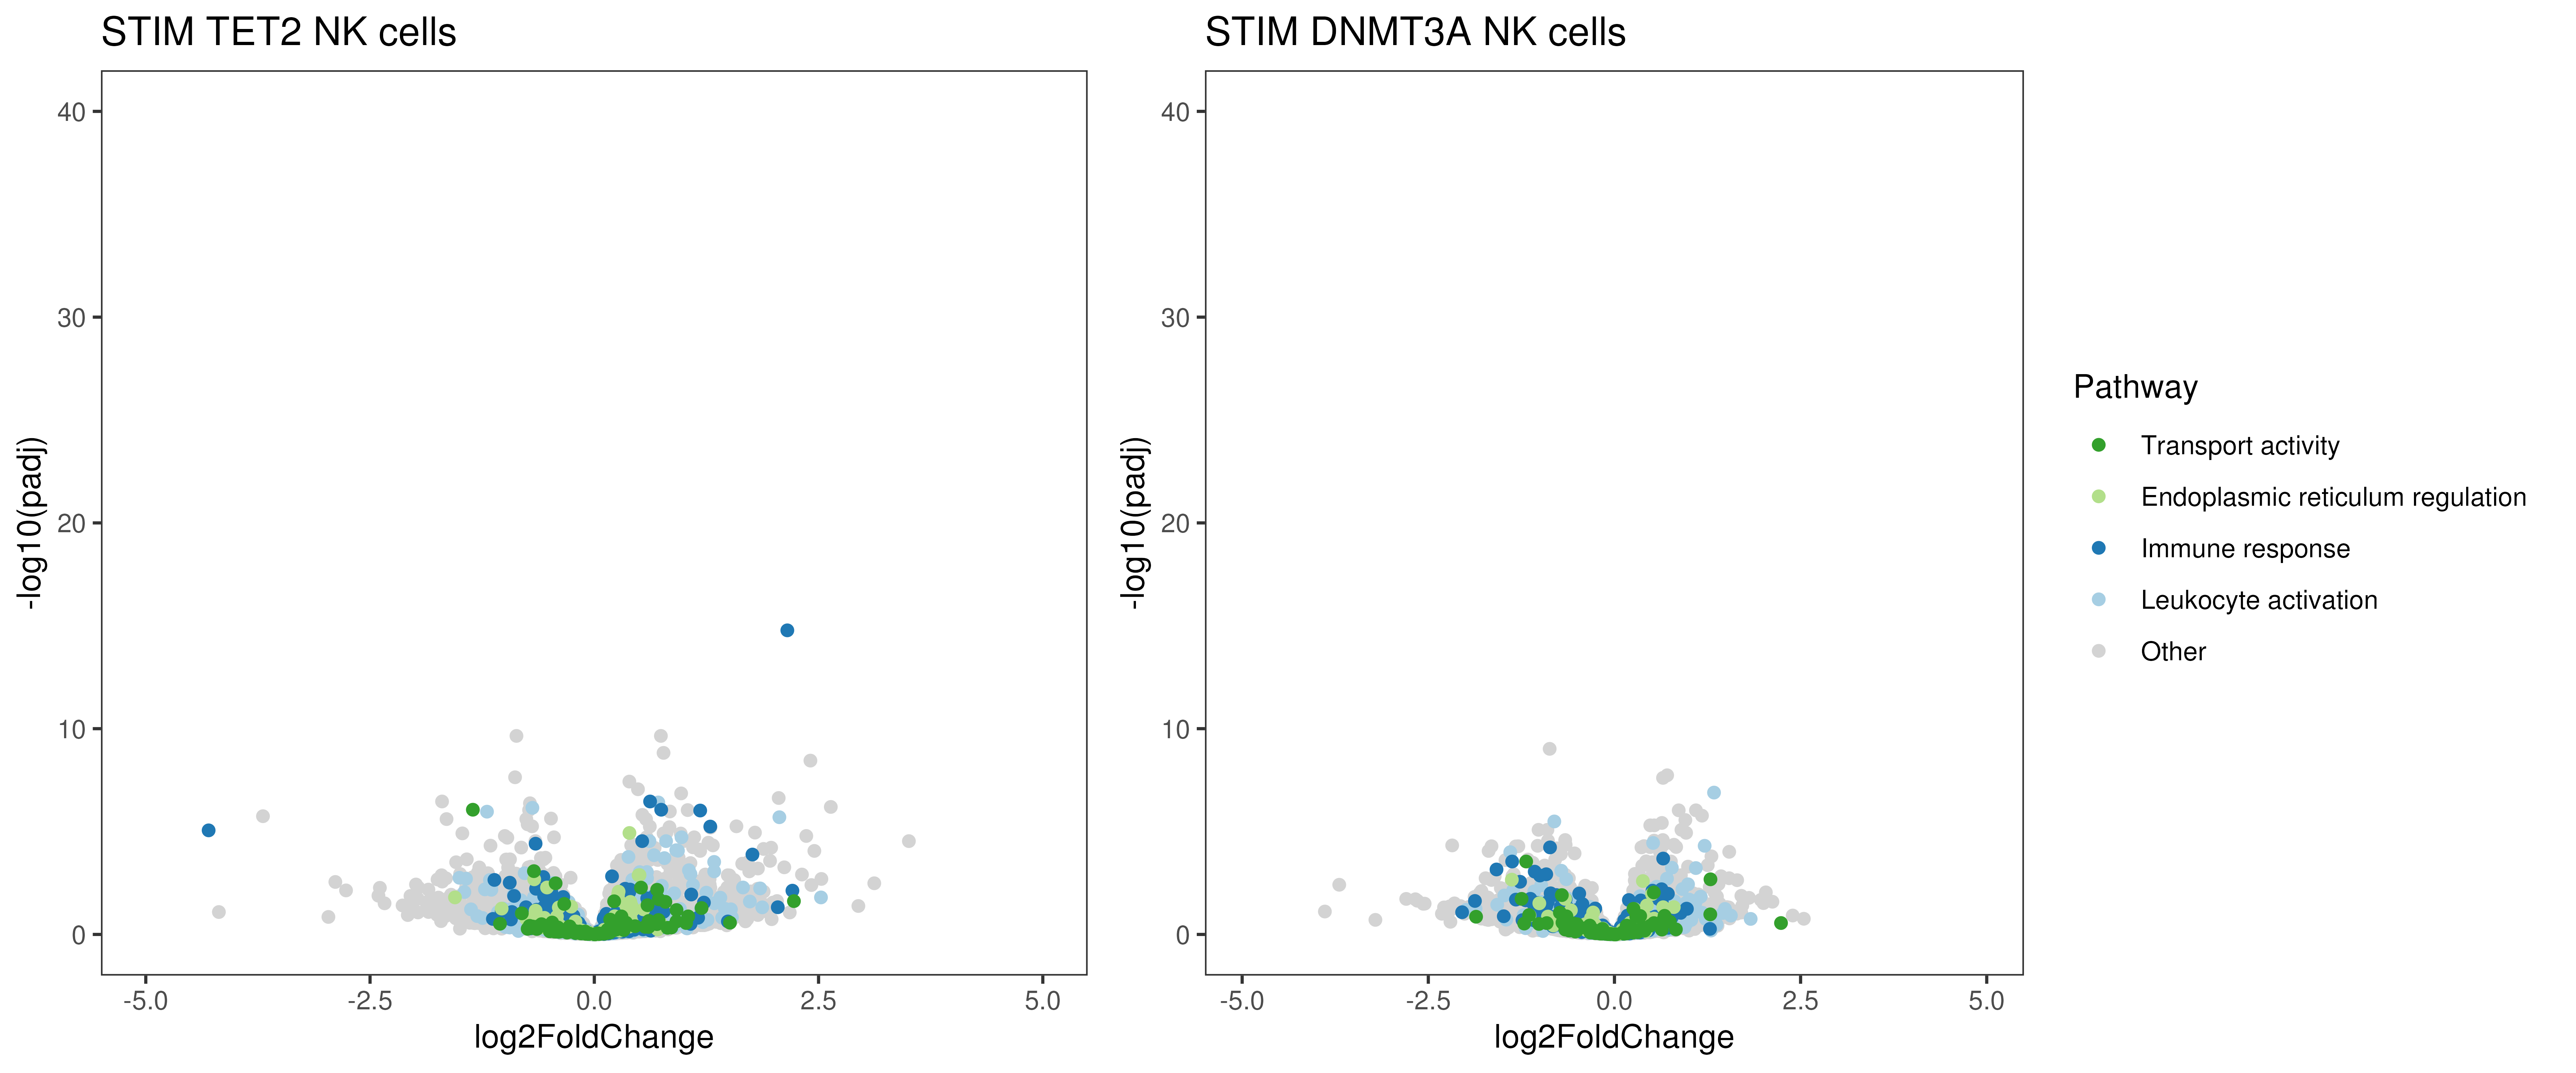 STIM TET2 NK cells
-log10(padj)
40
30
20
10
0
-5.0
-2.5
0.0
2.5
5.0
log2FoldChange
STIM DNMT3A NK cells
-log10(padj)
40
30
20
10
0
-5.0
-2.5
0.0
2.5
5.0
log2FoldChange
Pathway
Transport activity
Endoplasmic reticulum regulation
Immune response
Leukocyte activation
Other